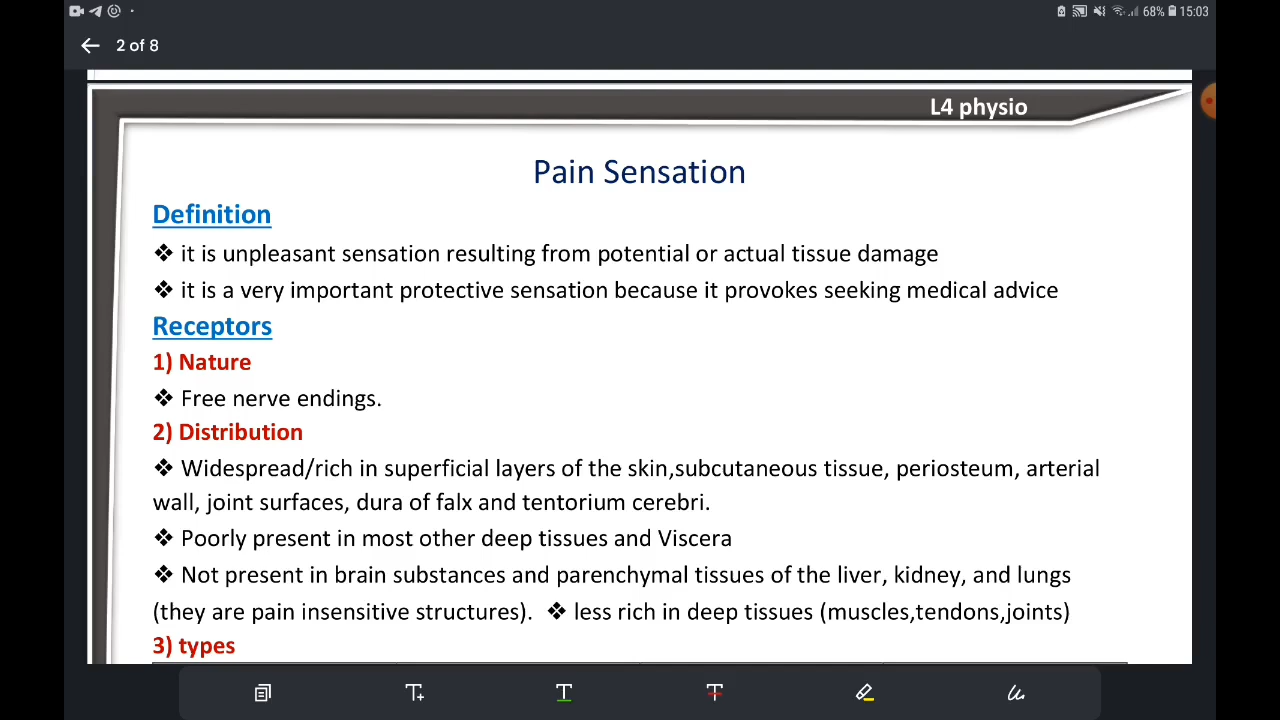 68% 15:03
2 of 8
L4 physio
Pain Sensation
Definition
❖ it is unpleasant sensation resulting from potential or actual tissue damage
❖ it is a very important protective sensation because it provokes seeking medical advice
Receptors
1) Nature
❖ Free nerve endings.
2) Distribution
❖ Widespread/rich in superficial layers of the skin,subcutaneous tissue, periosteum, arterial
wall, joint surfaces, dura of falx and tentorium cerebri.
❖ Poorly present in most other deep tissues and Viscera
❖ Not present in brain substances and parenchymal tissues of the liver, kidney, and lungs
(they are pain insensitive structures). ❖ less rich in deep tissues (muscles,tendons,joints)
3) types